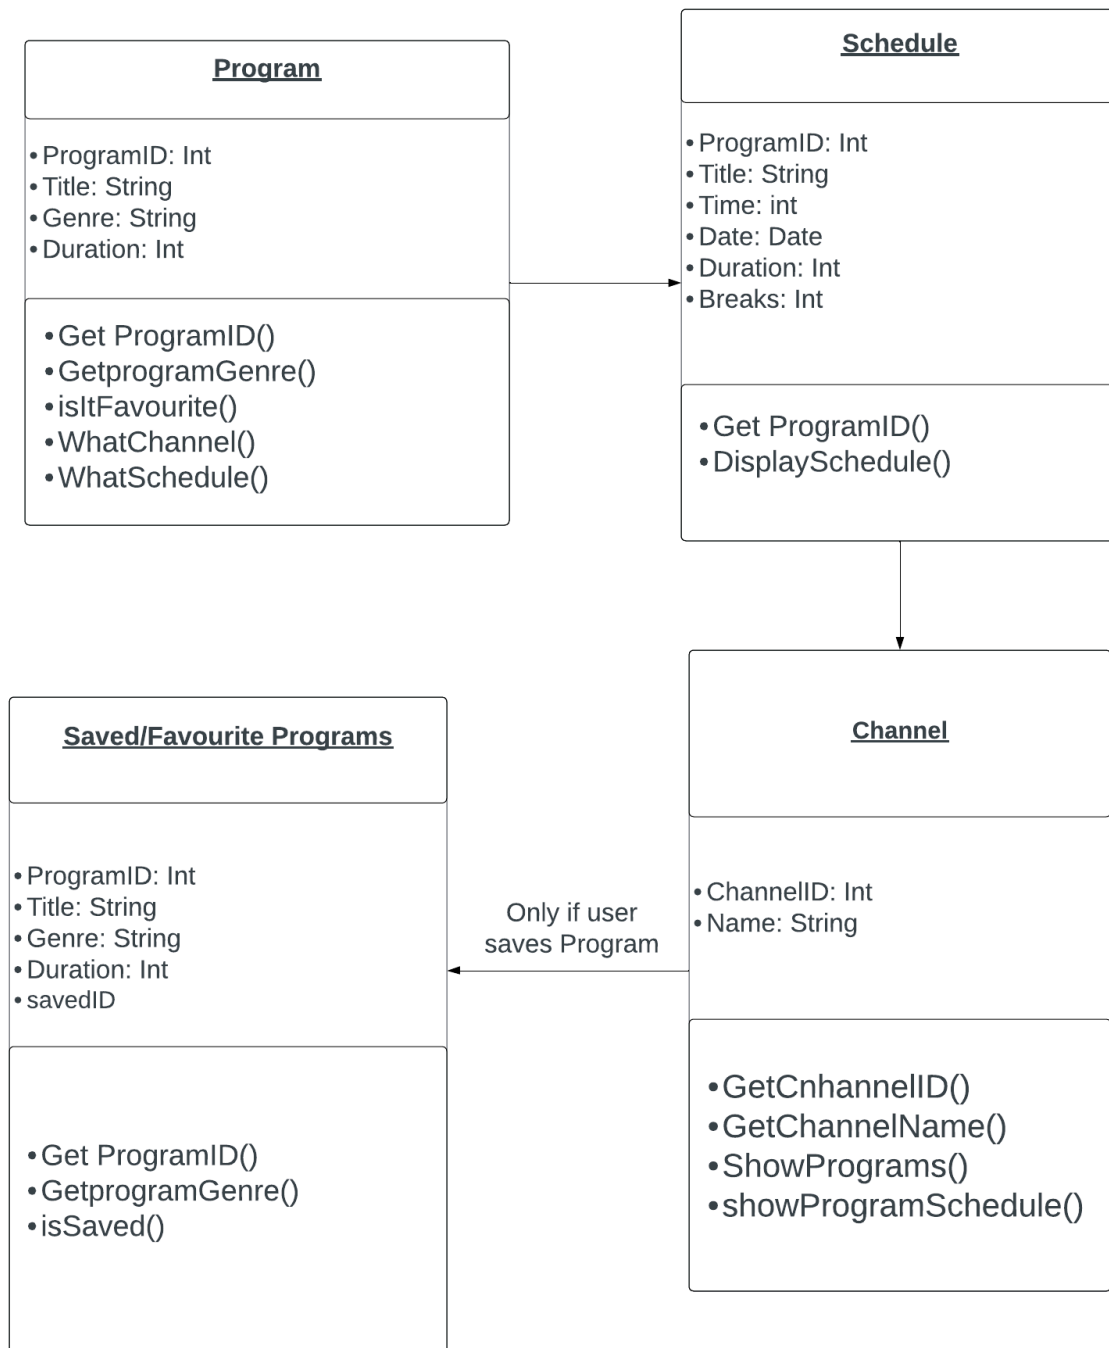 Program
• ProgramID: Int
• Title: String
• Genre: String
• Duration: Int
• Get ProgramID()
• GetprogramGenre()
• isItFavourite()
• WhatChannel()
• WhatSchedule()
Schedule
• ProgramID: Int
• Title: String
• Time: int
• Date: Date
• Duration: Int
• Breaks: Int
• Get ProgramID()
• DisplaySchedule()
Channel
• ChannelID: Int
• Name: String
• GetCnhannelID()
• GetChannelName()
• ShowPrograms()
• showProgramSchedule()
Only if user
saves Program
Saved/Favourite Programs
• ProgramID: Int
• Title: String
• Genre: String
• Duration: Int
• savedID
• Get ProgramID()
• GetprogramGenre()
• isSaved()